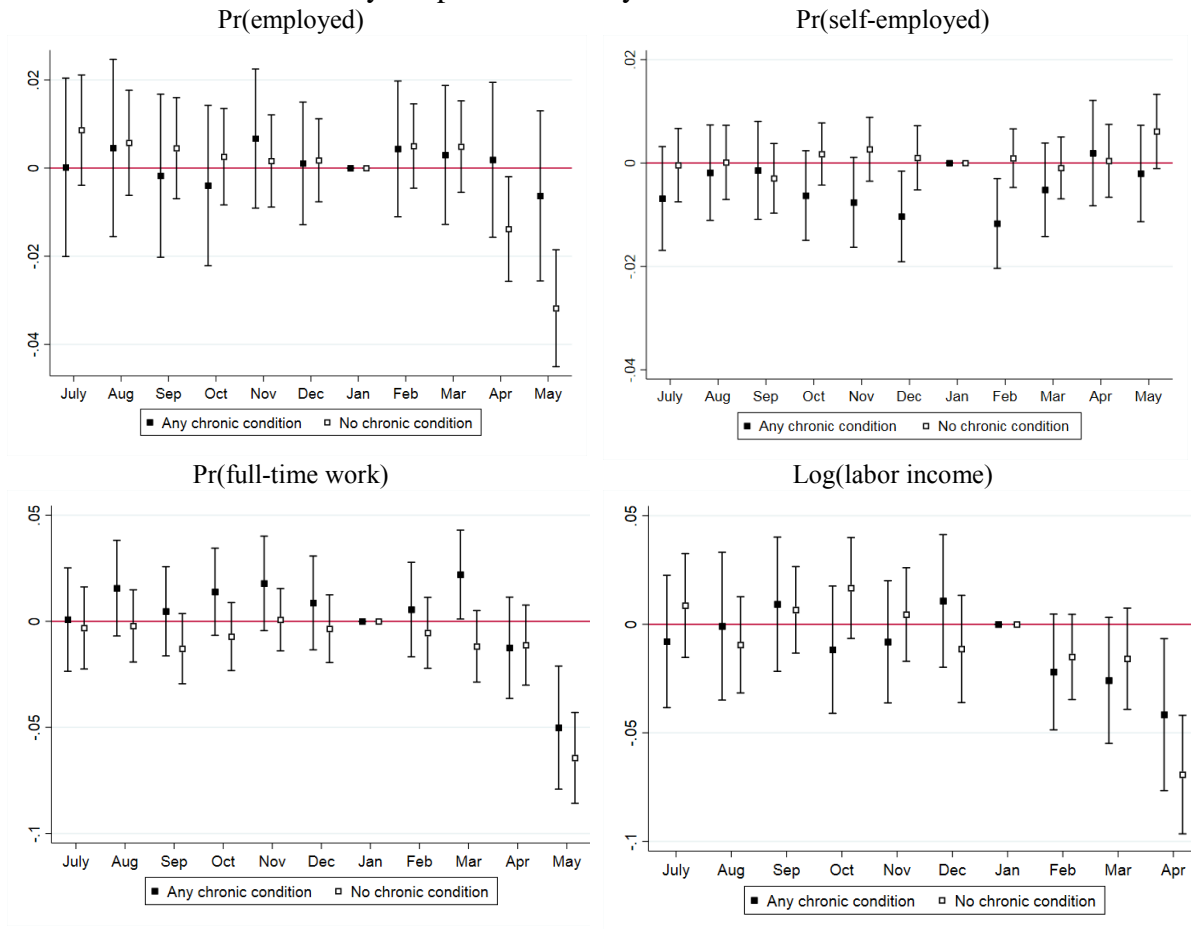 Pr(employed) Pr(self-employed)
.02
0
-.02
-.04
July Aug Sep Oct Nov Dec Jan Feb Mar Apr May
Any chronic condition No chronic condition
.02
0
-.02
-.04
July Aug Sep Oct Nov Dec Jan Feb Mar Apr May
Any chronic condition No chronic condition
Pr(full-time work) Log(labor income)
.05
0
-.05
-.1
July Aug Sep Oct Nov Dec Jan Feb Mar Apr May
Any chronic condition No chronic condition
.05
0
-.05
-.1
July Aug Sep Oct Nov Dec Jan Feb Mar Apr
Any chronic condition No chronic condition